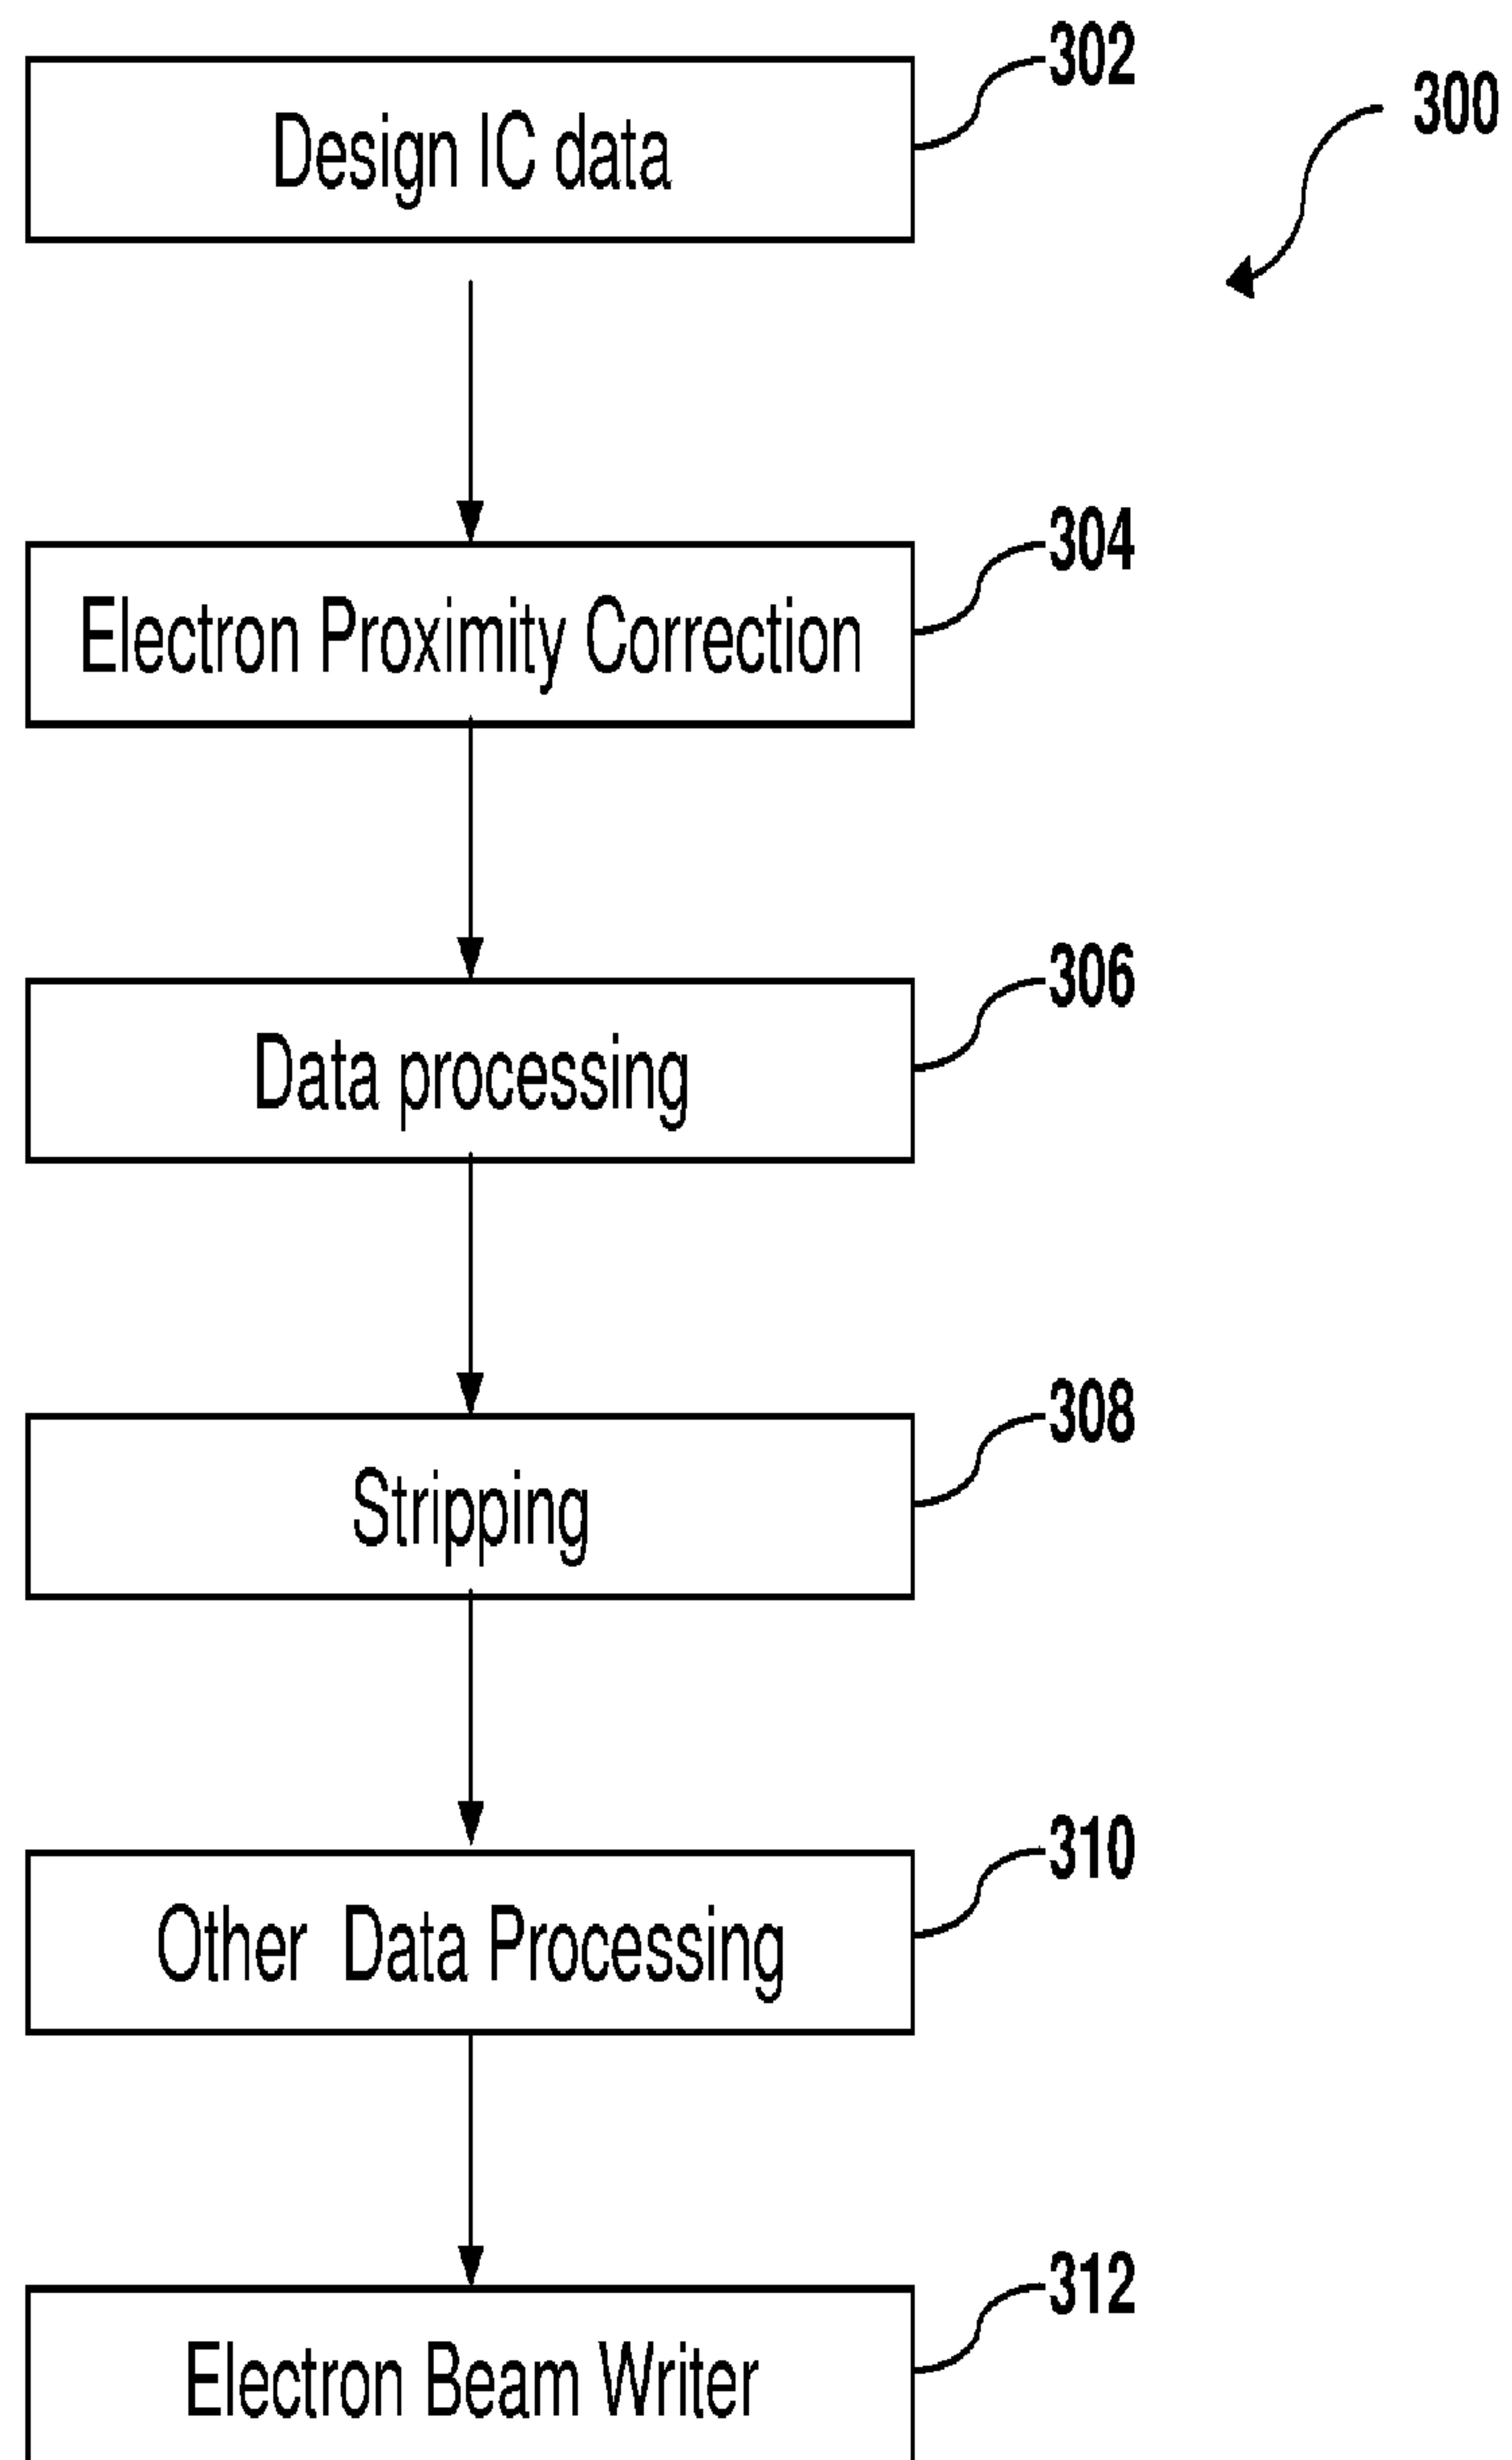 302
300
Design IC data
304
Electron Proximity Correction
306
Data processing
308
Stripping
310
Other Data Processing
312
Electron Beam Writer